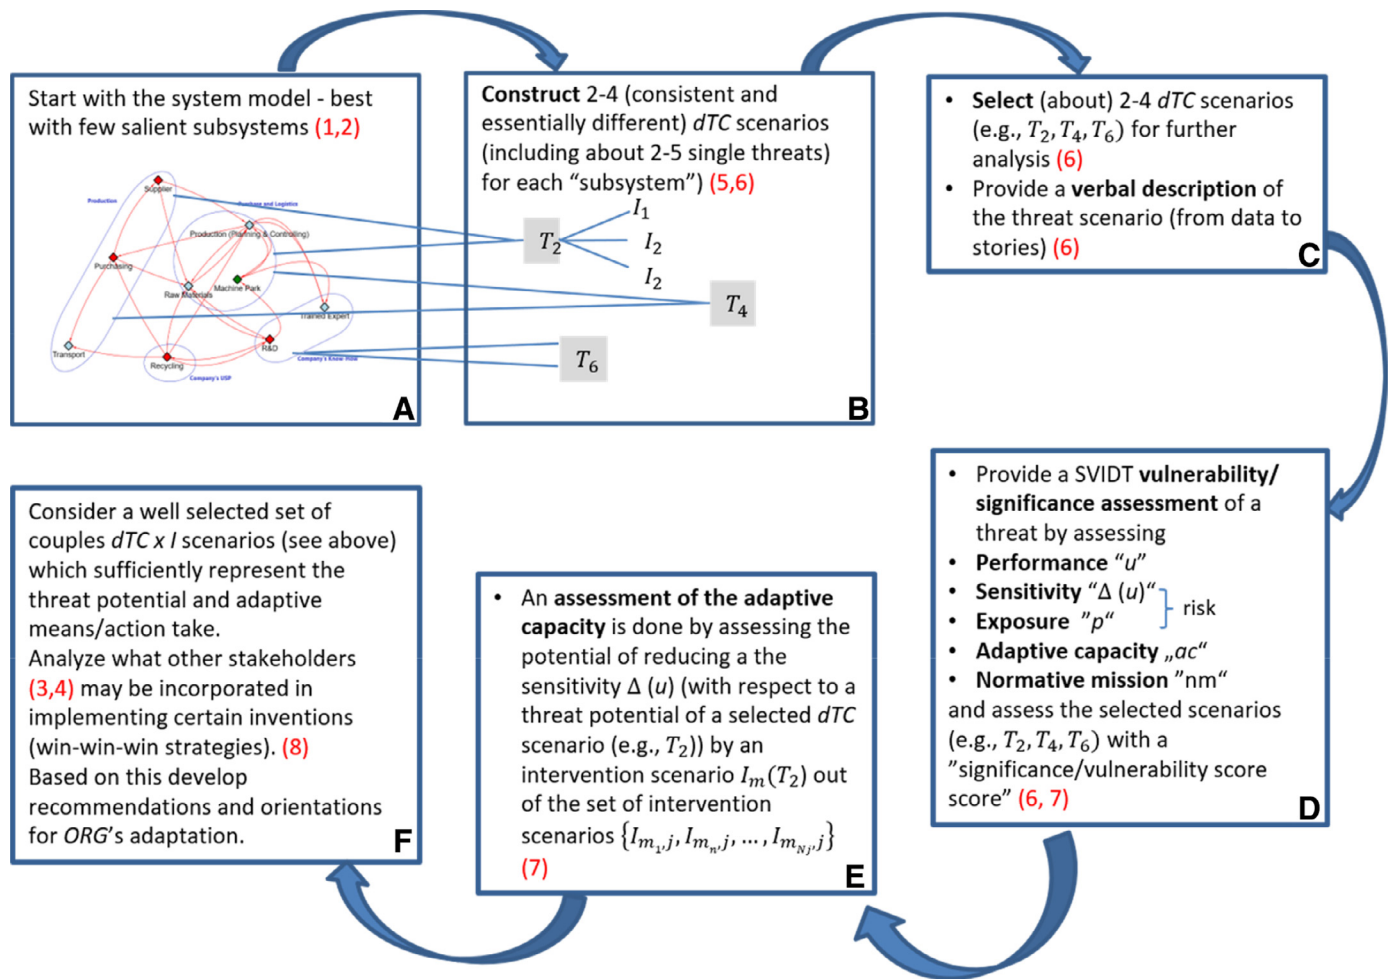 Start with the system model - best
with few salient subsystems (1,2)
Supplier
Production
Purchase and Logistics
Production (Planning & Controlling)
Purchasing
Raw Materials
Machine Park
Trained Expert
Transport
R&D
Recycling
Company's Know How
Company's USP
A
Construct 2-4 (consistent and
essentially different) dTC scenarios
(including about 2-5 single threats)
for each “subsystem”) (5,6)
I₁
T₂
I₂
I₂
T₄
T₆
B
• Select (about) 2-4 dTC scenarios
(e.g., T₂, T₄, T₆) for further
analysis (6)
• Provide a verbal description of
the threat scenario (from data to
stories) (6)
C
• Provide a SVIDT vulnerability/
significance assessment of a
threat by assessing
• Performance “u”
• Sensitivity “Δ (u)“
• Exposure ”p“
risk
• Adaptive capacity „ac“
• Normative mission ”nm“
and assess the selected scenarios
(e.g., T₂, T₄, T₆) with a
”significance/vulnerability score
score” (6, 7)
D
• An assessment of the adaptive
capacity is done by assessing the
potential of reducing a the
sensitivity Δ (u) (with respect to a
threat potential of a selected dTC
scenario (e.g., T₂)) by an
intervention scenario Iₘ(T₂) out
of the set of intervention
scenarios {I_{m₁,j}, I_{mₙ,j}, … , I_{m_{Nj},j}}
(7)
E
Consider a well selected set of
couples dTC x I scenarios (see above)
which sufficiently represent the
threat potential and adaptive
means/action take.
Analyze what other stakeholders
(3,4) may be incorporated in
implementing certain inventions
(win-win-win strategies). (8)
Based on this develop
recommendations and orientations
for ORG’s adaptation.
F